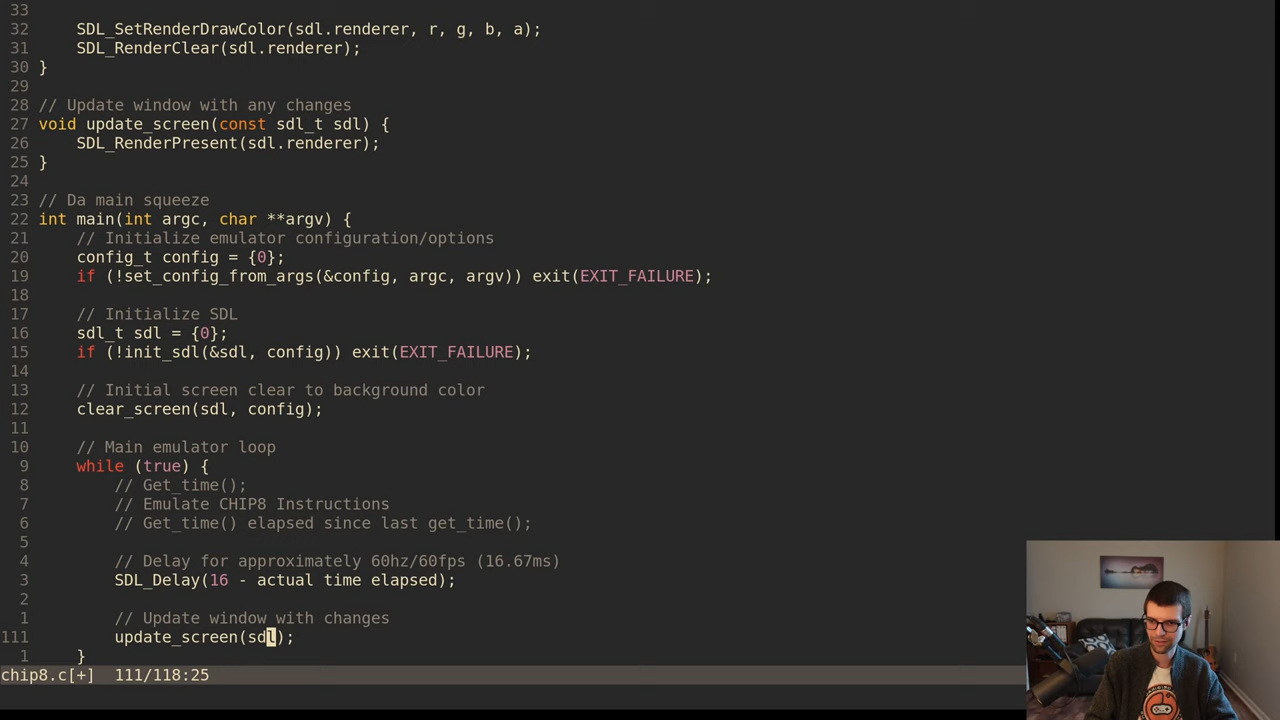 33
32     SDL_SetRenderDrawColor(sdl.renderer, r, g, b, a);
31     SDL_RenderClear(sdl.renderer);
30 }
29
28 // Update window with any changes
27 void update_screen(const sdl_t sdl) {
26     SDL_RenderPresent(sdl.renderer);
25 }
24
23 // Da main squeeze
22 int main(int argc, char **argv) {
21     // Initialize emulator configuration/options
20     config_t config = {0};
19     if (!set_config_from_args(&config, argc, argv)) exit(EXIT_FAILURE);
18
17     // Initialize SDL
16     sdl_t sdl = {0};
15     if (!init_sdl(&sdl, config)) exit(EXIT_FAILURE);
14
13     // Initial screen clear to background color
12     clear_screen(sdl, config);
11
10     // Main emulator loop
9     while (true) {
8         // Get_time();
7         // Emulate CHIP8 Instructions
6         // Get_time() elapsed since last get_time();
5
4         // Delay for approximately 60hz/60fps (16.67ms)
3         SDL_Delay(16 - actual time elapsed);
2
1         // Update window with changes
111         update_screen(sdl);
1     }
chip8.c[+]  111/118:25